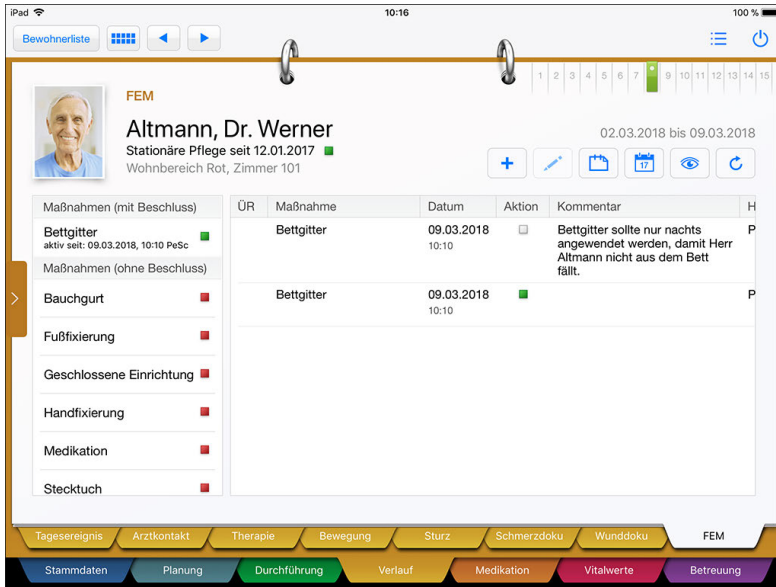 iPad 10:16 100 %
Bewohnerliste
1 2 3 4 5 6 7 9 10 11 12 13 14 15
FEM
Altmann, Dr. Werner
Stationäre Pflege seit 12.01.2017
Wohnbereich Rot, Zimmer 101
02.03.2018 bis 09.03.2018
17
Maßnahmen (mit Beschluss)
Bettgitter
aktiv seit: 09.03.2018, 10:10 PeSc
Maßnahmen (ohne Beschluss)
Bauchgurt
Fußfixierung
Geschlossene Einrichtung
Handfixierung
Medikation
Stecktuch
ÜR Maßnahme Datum Aktion Kommentar H
Bettgitter 09.03.2018 Bettgitter sollte nur nachts P
10:10 angewendet werden, damit Herr
Altmann nicht aus dem Bett
fällt.
Bettgitter 09.03.2018 P
10:10
Tagesereignis Arztkontakt Therapie Bewegung Sturz Schmerzdoku Wunddoku FEM
Stammdaten Planung Durchführung Verlauf Medikation Vitalwerte Betreuung